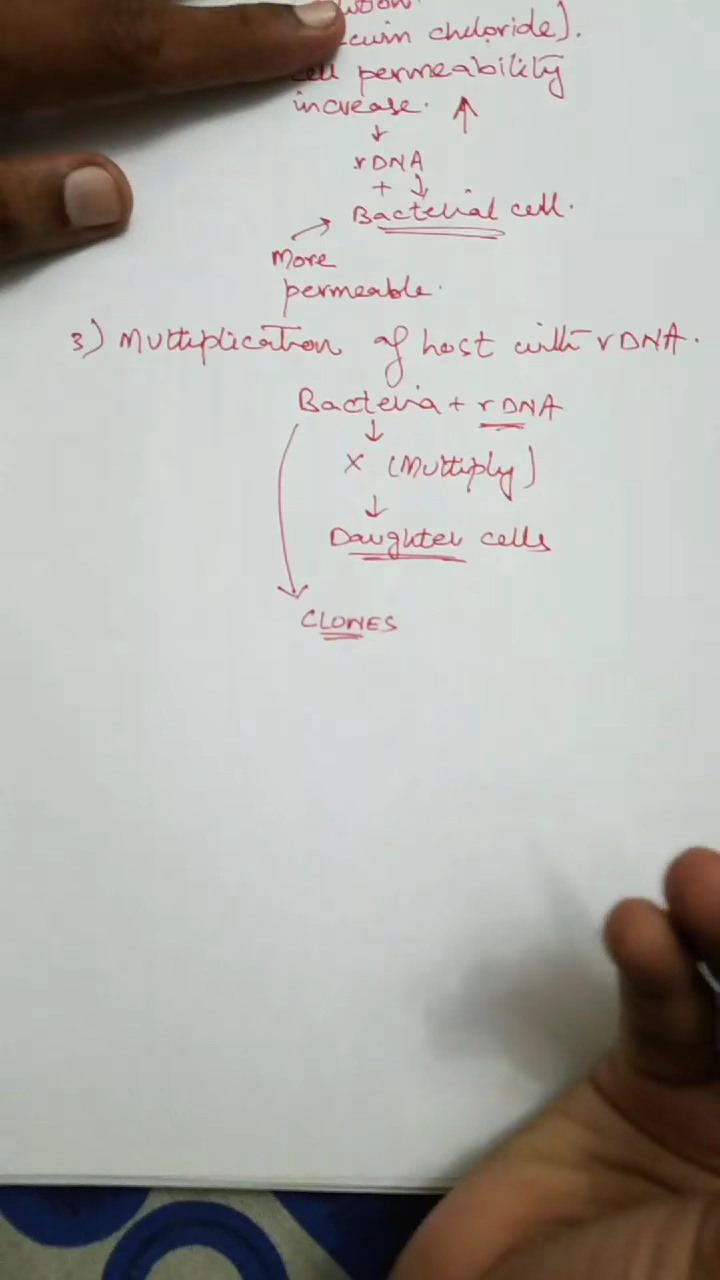 chloride).
cell permeability
increase. ↑
↓
rDNA
+ ↓
Bacterial cell.
More
permeable.
3) Multiplication of host with rDNA.
Bacteria + rDNA
↓
x (Multiply)
↓
Daughter cells
CLONES